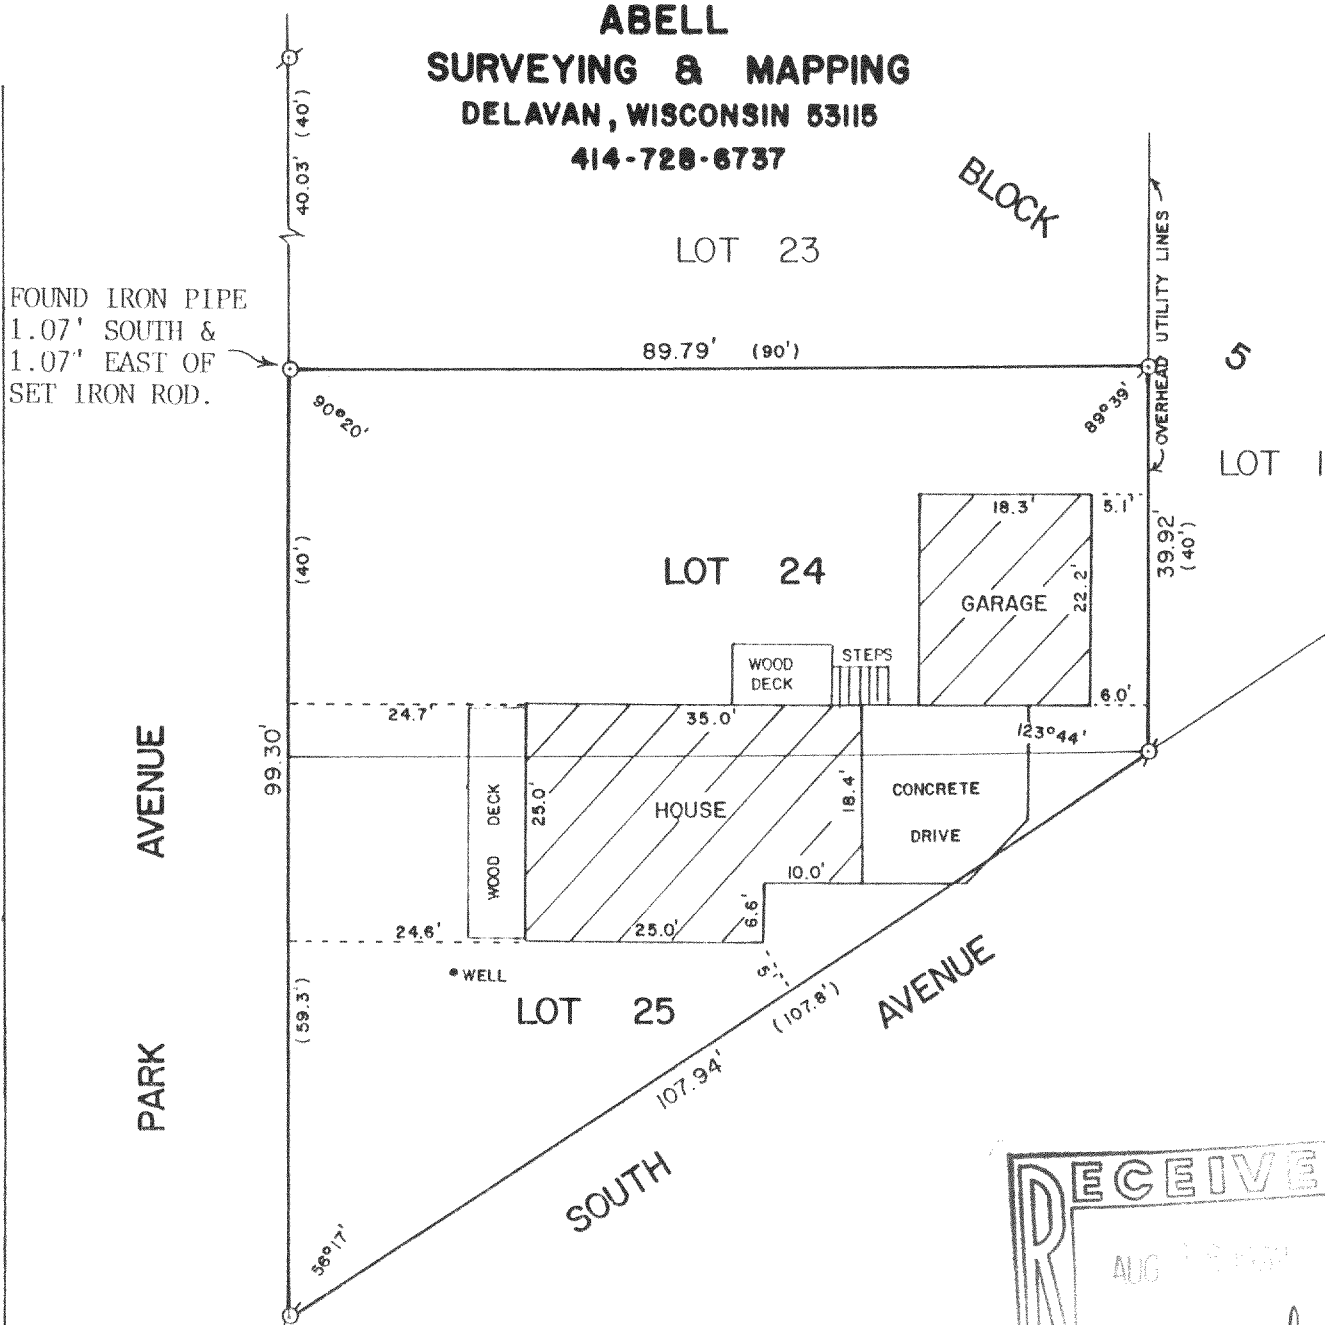 ABELL
SURVEYING & MAPPING
DELAVAN, WISCONSIN 53115
414-728-6737
40.03' (40')
BLOCK
5
LOT 23
OVERHEAD UTILITY LINES
FOUND IRON PIPE
1.07' SOUTH &
1.07' EAST OF
SET IRON ROD.
89.79' (90')
90°20'
89°39'
LOT 1
18.3'
5.1'
39.92'
(40')
(40')
LOT 24
GARAGE
22.2'
WOOD
DECK
STEPS
6.0'
24.7'
35.0'
123°44'
99.30'
PARK AVENUE
WOOD DECK
25.0'
HOUSE
18.4'
CONCRETE
DRIVE
10.0'
6.6'
24.6'
25.0'
5'
WELL
(59.3')
LOT 25
(107.8')
107.94'
SOUTH AVENUE
56°17'
RECEIVE
AUG